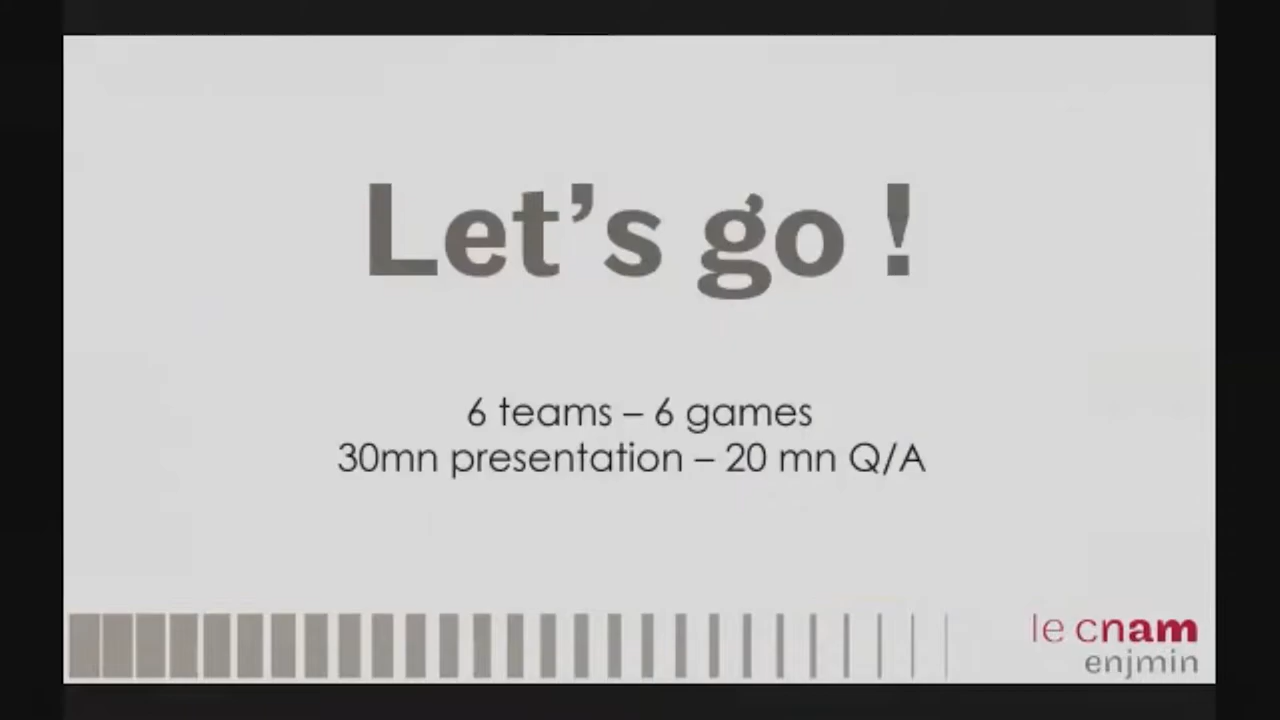 Let’s go !
6 teams – 6 games
30mn presentation – 20 mn Q/A
le cnam
enjmin